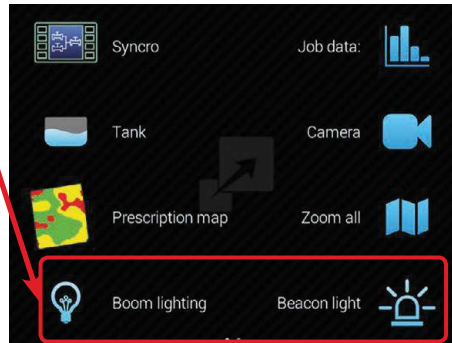 Syncro
Job data:
Tank
Camera
Prescription map
Zoom all
Boom lighting
Beacon light